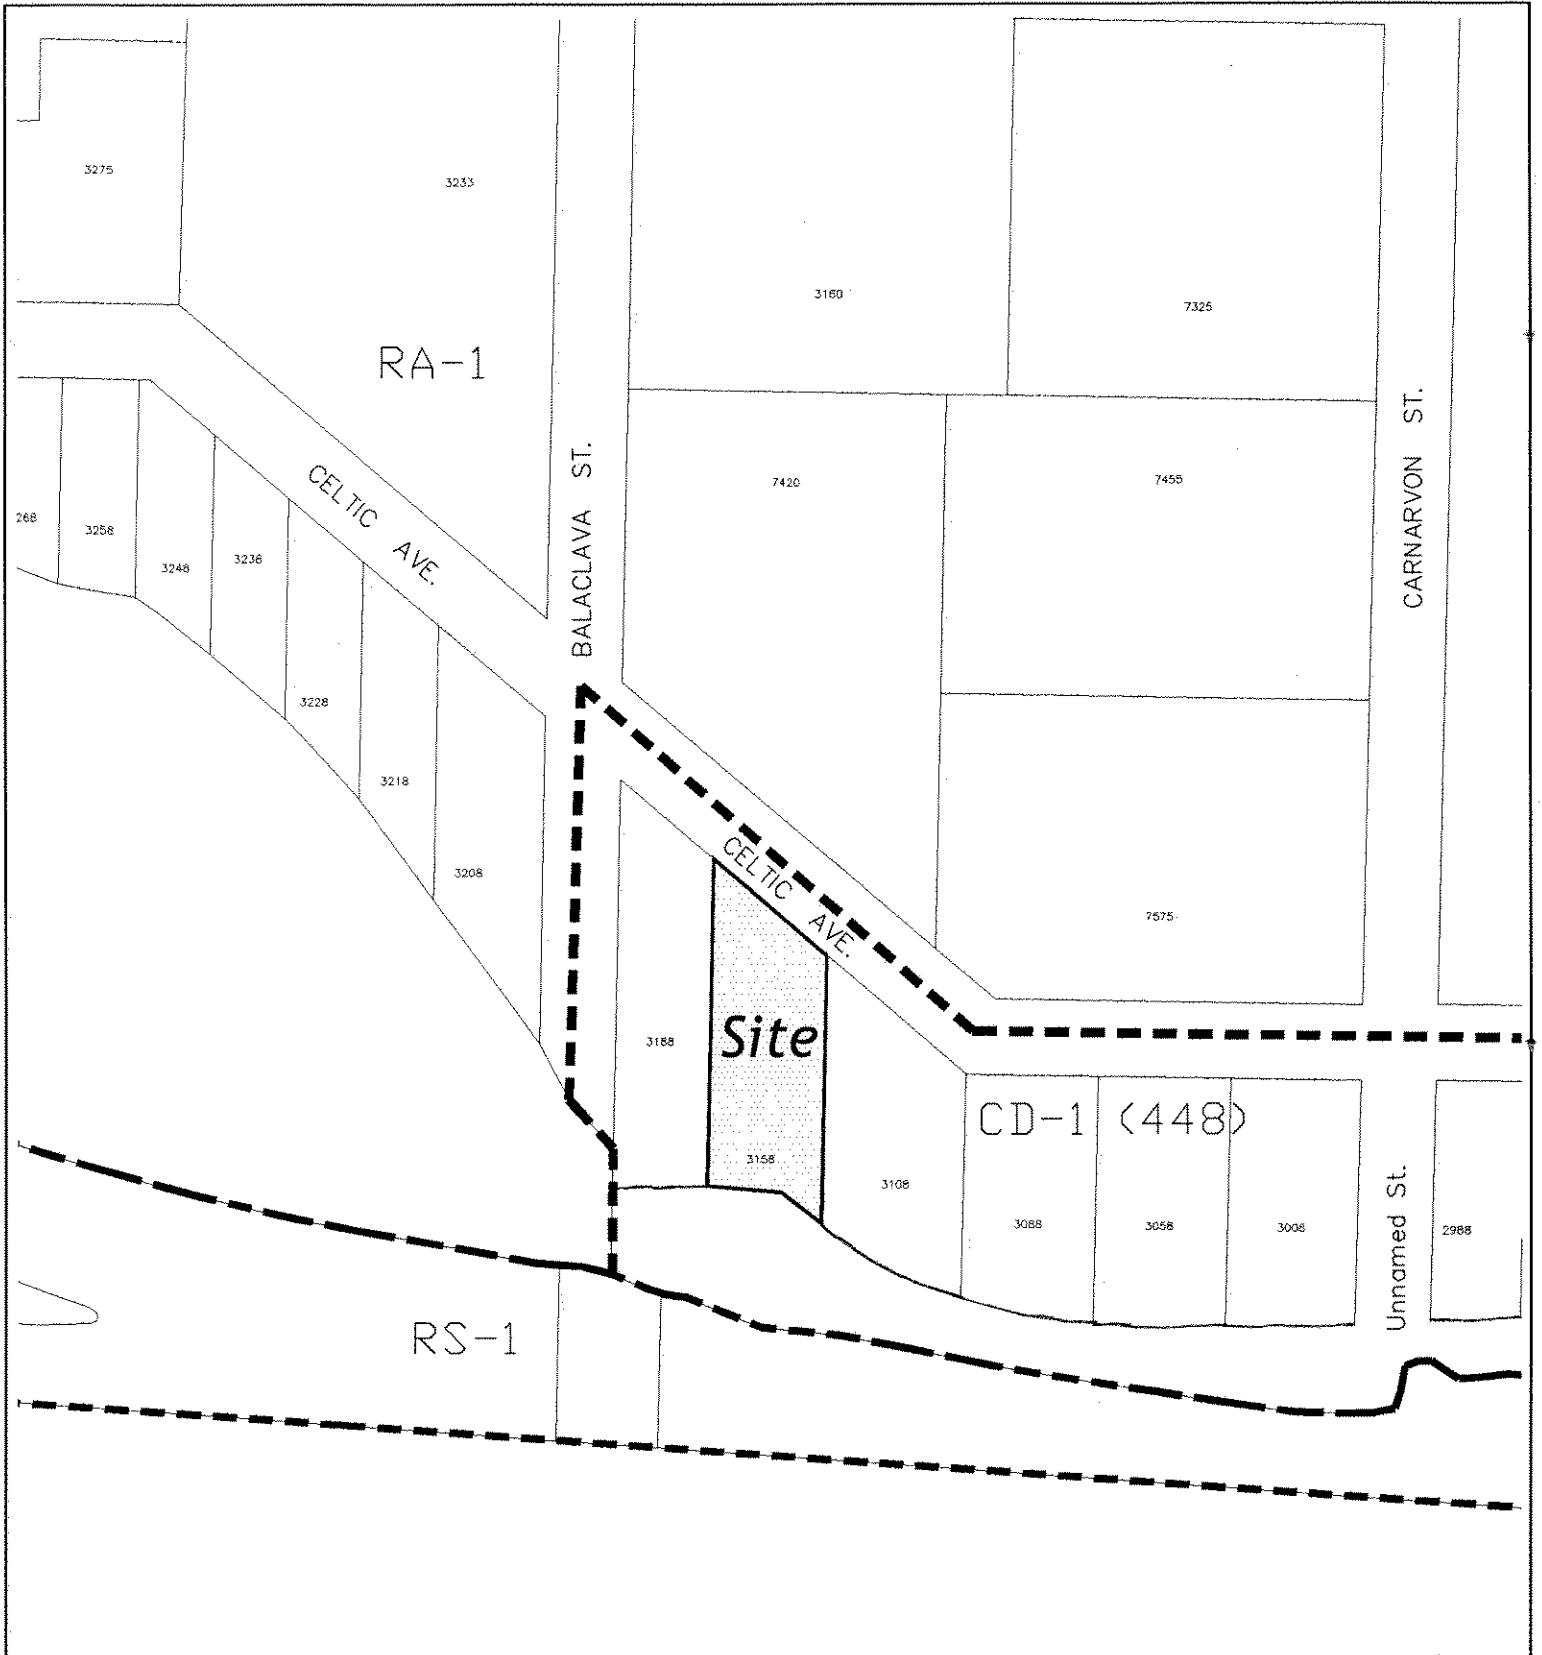 3275
3233
3160
7325
RA-1
CELTIC AVE.
BALACLAVA ST.
CARNARVON ST.
7420
7455
268
3258
3248
3238
3228
3218
3208
CELTIC AVE.
7575
3188
Site
3158
3108
CD-1 (448)
3088
3058
3008
Unnamed St.
2988
RS-1